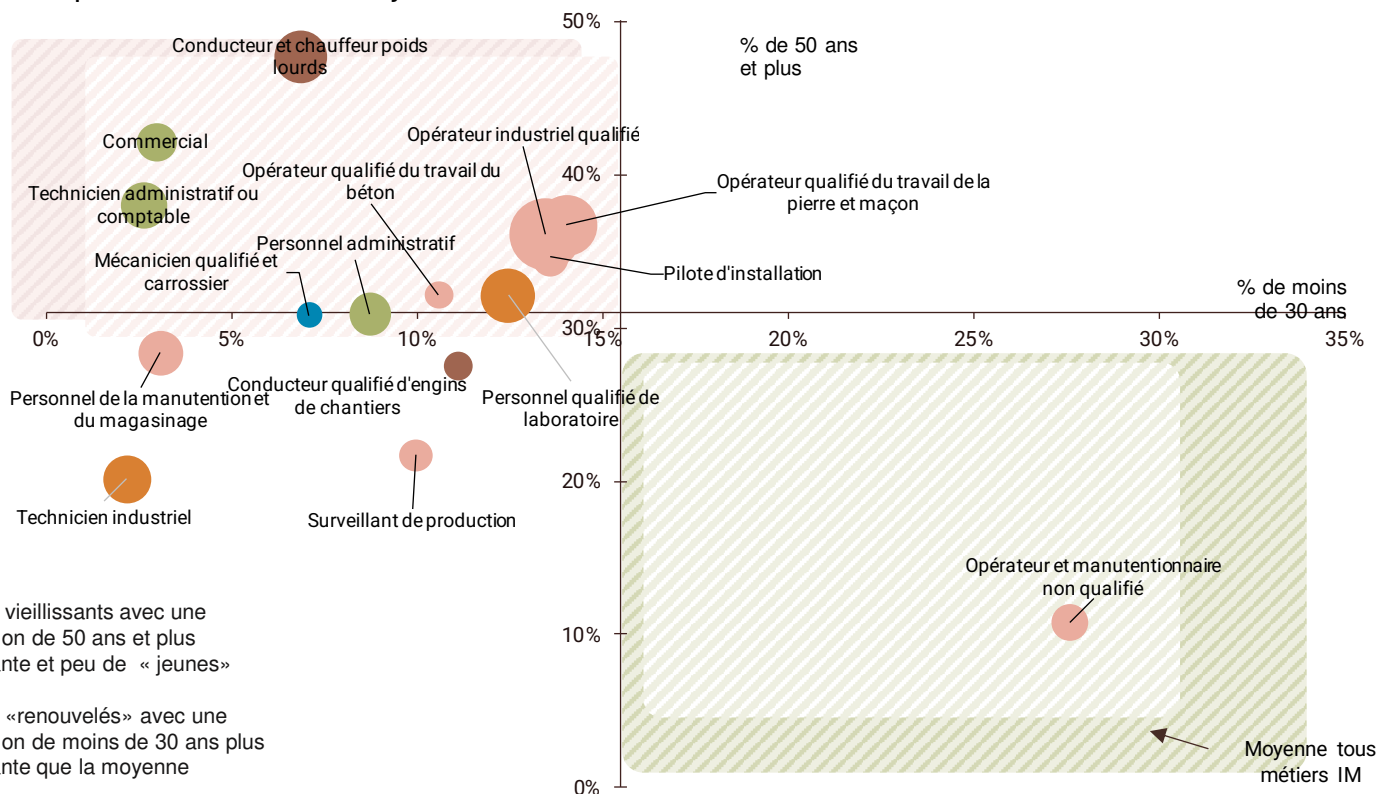 50%
% de 50 ans
et plus
Conducteur et chauffeur poids
lourds
Commercial
Opérateur industriel qualifié
Opérateur qualifié du travail du
béton
40%
Opérateur qualifié du travail de la
pierre et maçon
Technicien administratif ou
comptable
Personnel administratif
Mécanicien qualifié et
carrossier
Pilote d'installation
% de moins
de 30 ans
30%
0%
5%
10%
15%
20%
25%
30%
35%
Personnel de la manutention et
du magasinage
Conducteur qualifié d'engins
de chantiers
Personnel qualifié de
laboratoire
20%
Technicien industriel
Surveillant de production
Opérateur et manutentionnaire
non qualifié
10%
vieillissants avec une
on de 50 ans et plus
nte et peu de « jeunes»
«renouvelés» avec une
on de moins de 30 ans plus
nte que la moyenne
Moyenne tous
métiers IM
0%